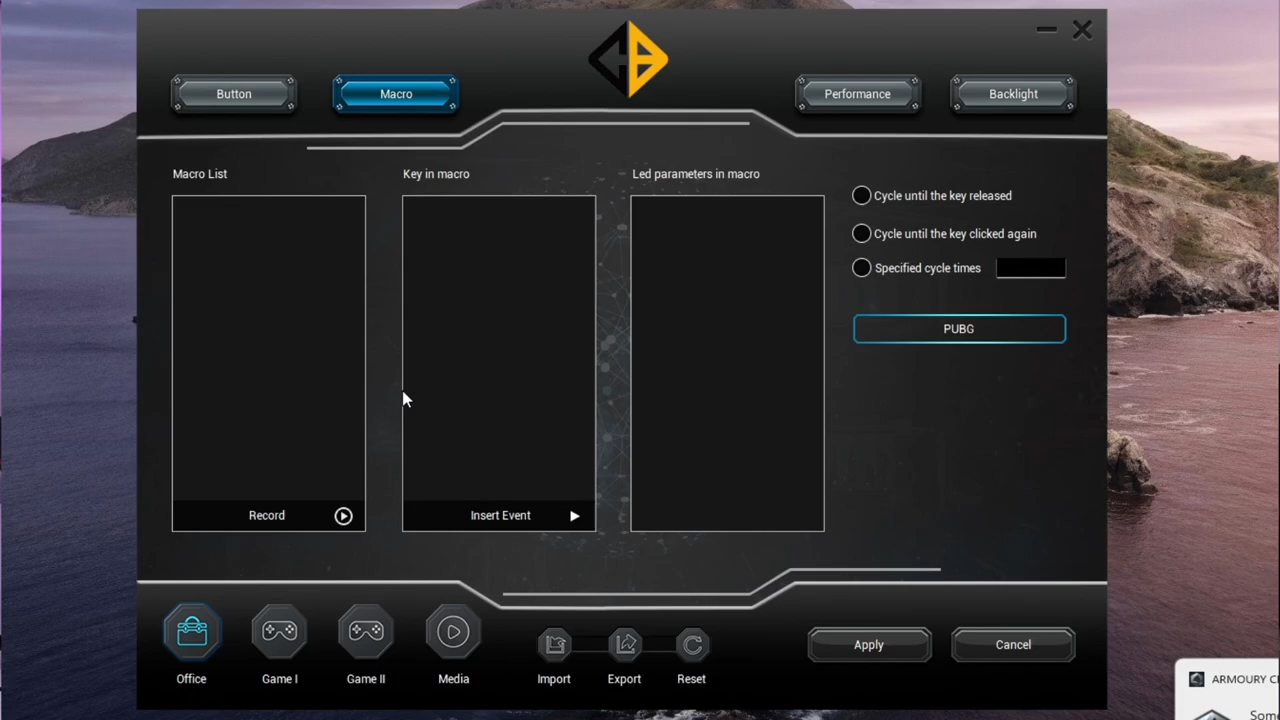 Button
Macro
Performance
Backlight
Macro List
Key in macro
Led parameters in macro
Cycle until the key released
Cycle until the key clicked again
Specified cycle times
PUBG
Record
Insert Event
Office
Game I
Game II
Media
Import
Export
Reset
Apply
Cancel
ARMOURY
Som